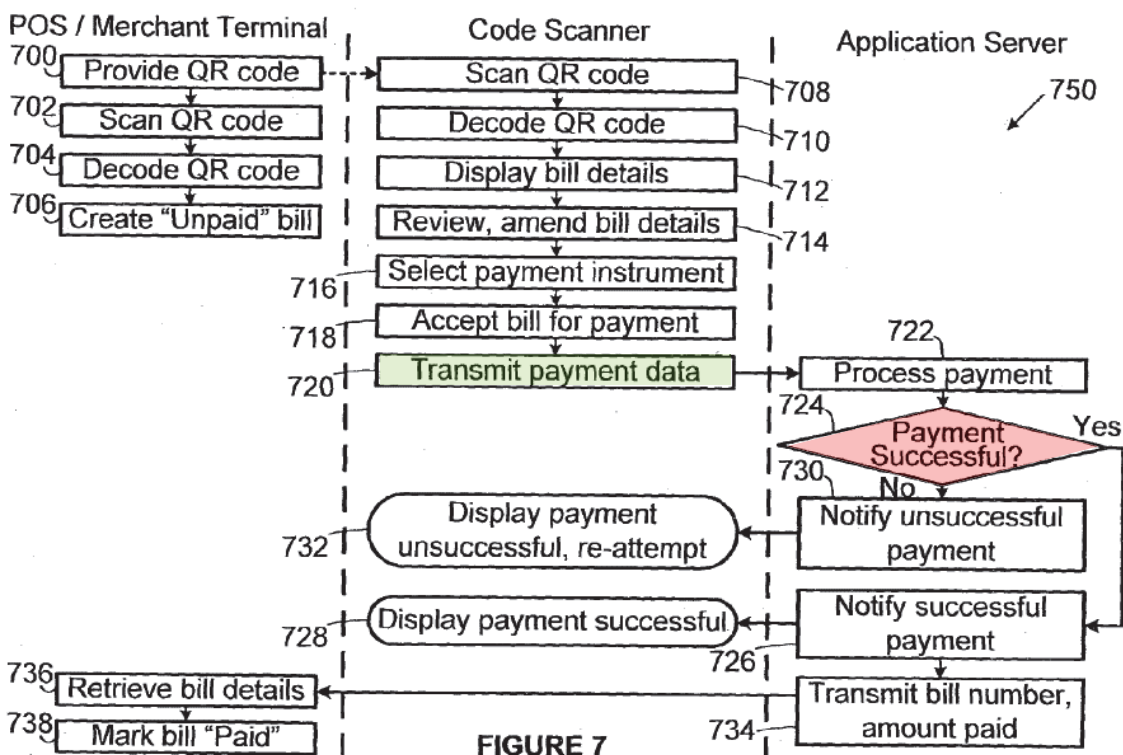 POS / Merchant Terminal
Code Scanner
Application Server
700
Provide QR code
Scan QR code
708
750
702
Scan QR code
Decode QR code
710
704
Decode QR code
Display bill details
712
706
Create "Unpaid" bill
Review, amend bill details
714
716
Select payment instrument
718
Accept bill for payment
722
720
Transmit payment data
Process payment
724
Payment
Successful?
Yes
730
No
Display payment
unsuccessful, re-attempt
732
Notify unsuccessful
payment
Display payment successful
728
Notify successful
payment
726
736
Retrieve bill details
Transmit bill number,
amount paid
734
738
Mark bill "Paid"
FIGURE 7